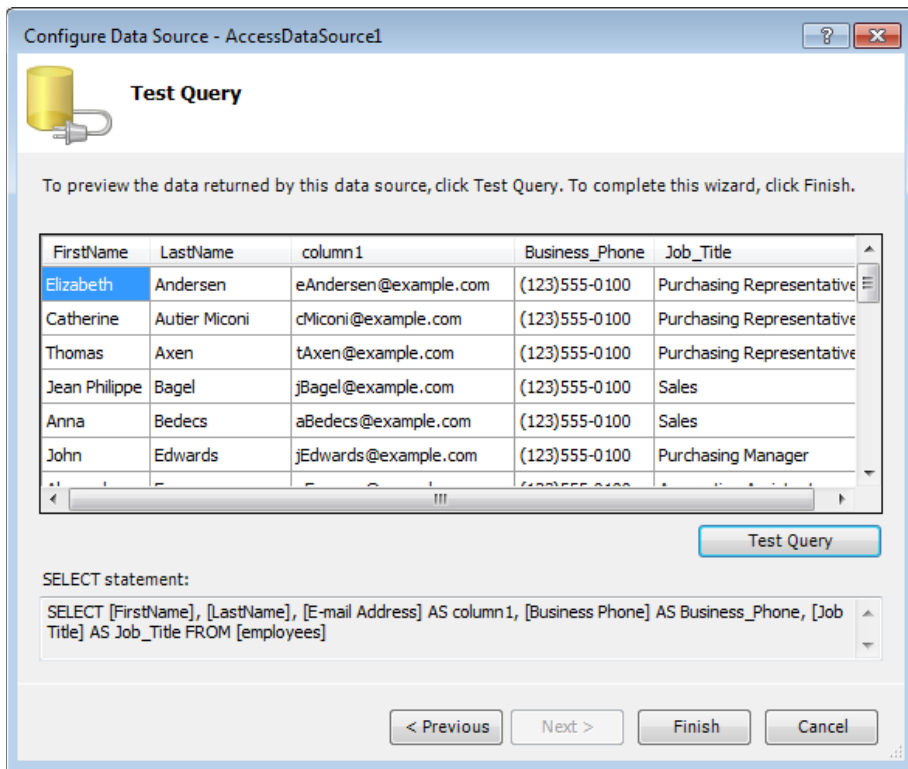 Configure Data Source - AccessDataSource1
Test Query
To preview the data returned by this data source, click Test Query. To complete this wizard, click Finish.
FirstName LastName column1 Business_Phone Job_Title
Elizabeth Andersen eAndersen@example.com (123)555-0100 Purchasing Representative
Catherine Autier Miconi cMiconi@example.com (123)555-0100 Purchasing Representative
Thomas Axen tAxen@example.com (123)555-0100 Purchasing Representative
Jean Philippe Bagel jBagel@example.com (123)555-0100 Sales
Anna Bedecs aBedecs@example.com (123)555-0100 Sales
John Edwards jEdwards@example.com (123)555-0100 Purchasing Manager
Test Query
SELECT statement:
SELECT [FirstName], [LastName], [E-mail Address] AS column1, [Business Phone] AS Business_Phone, [Job
Title] AS Job_Title FROM [employees]
< Previous Next > Finish Cancel